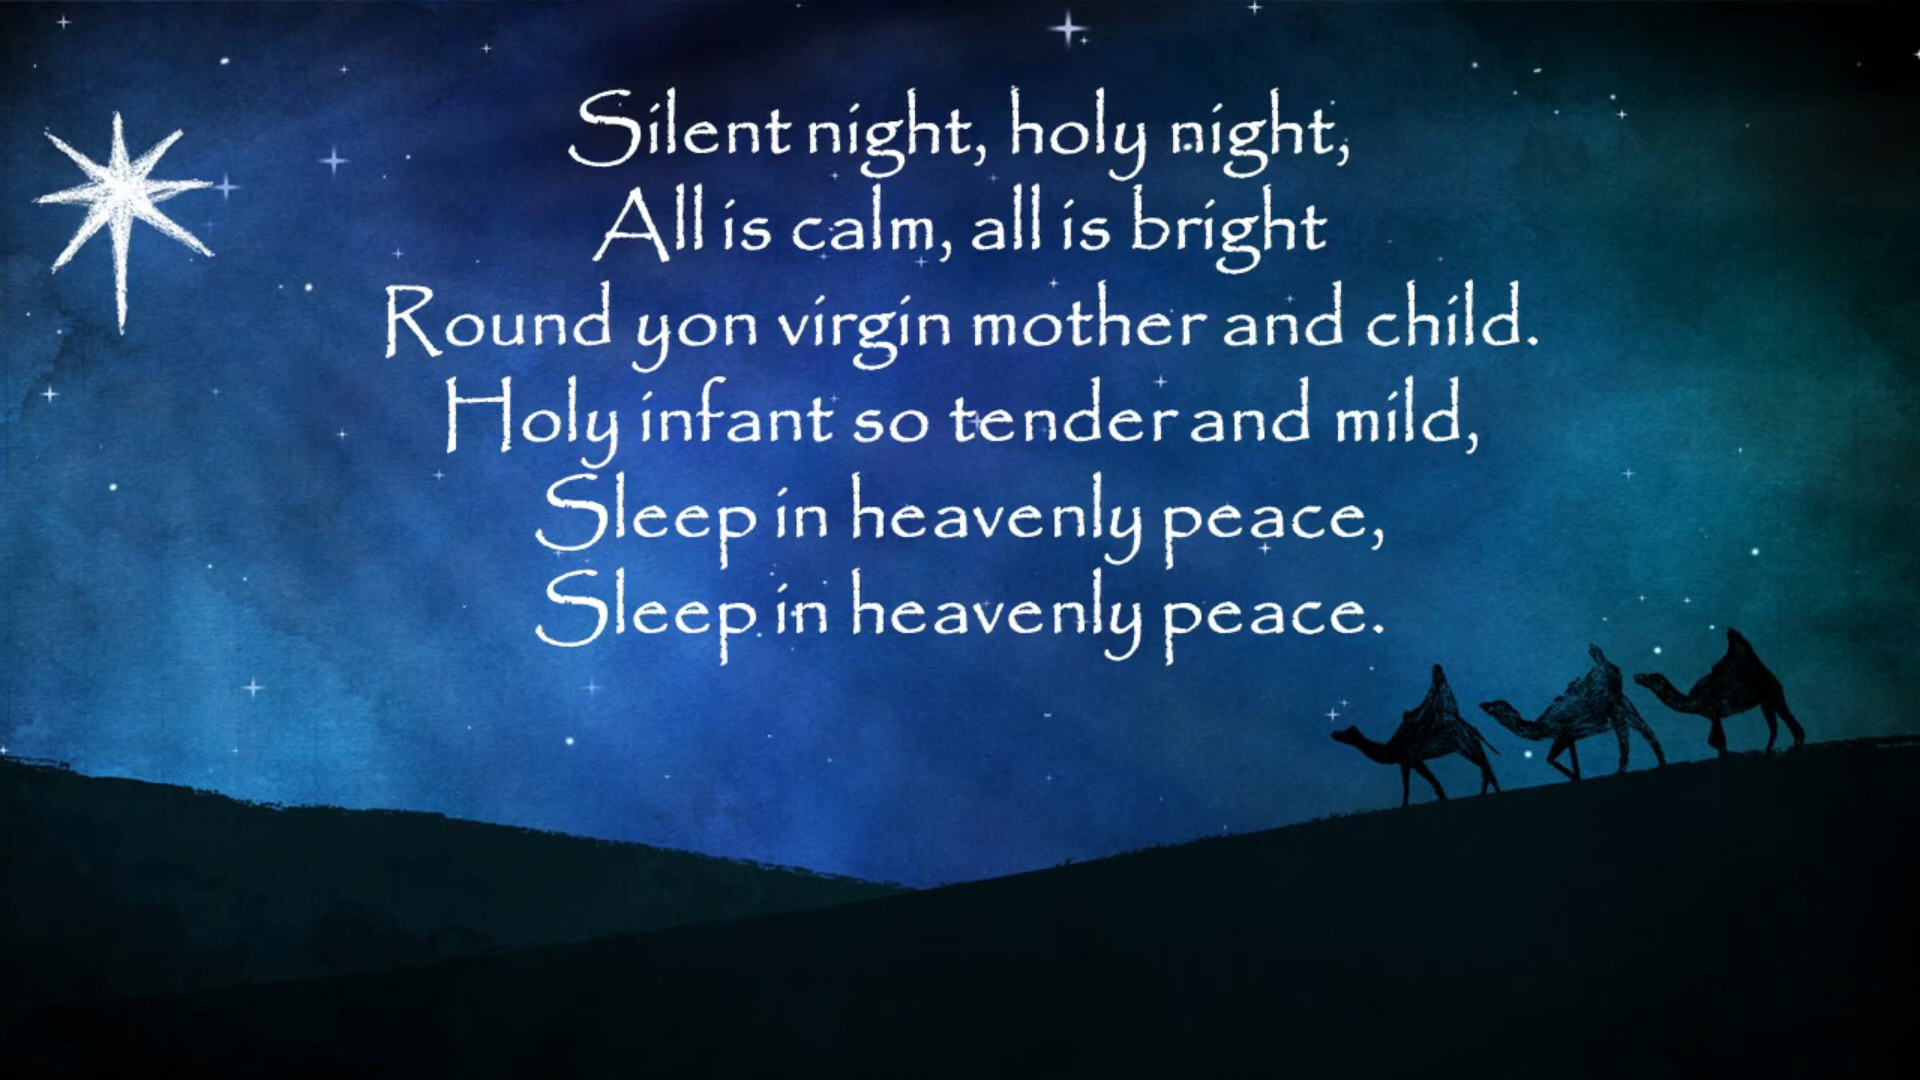 Silent night, holy night,
All is calm, all is bright
Round yon virgin mother and child.
Holy infant so tender and mild,
Sleep in heavenly peace,
Sleep in heavenly peace.